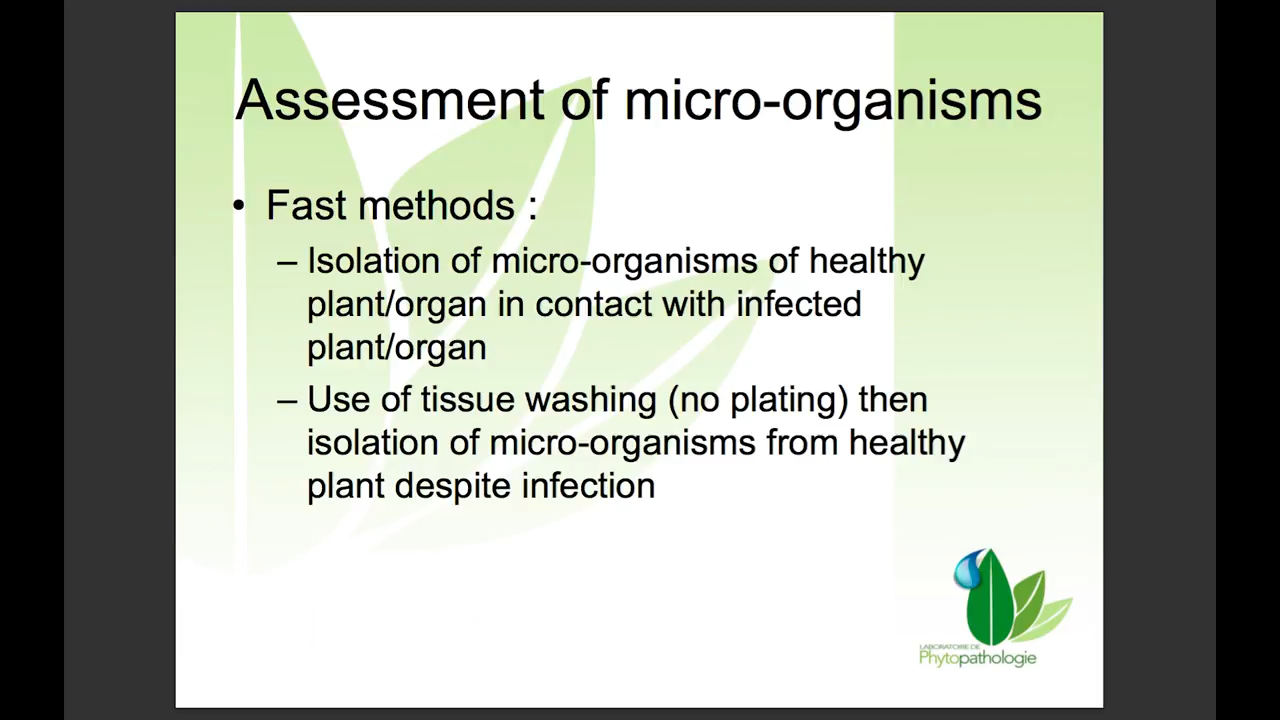 Assessment of micro-organisms
• Fast methods :
– Isolation of micro-organisms of healthy
plant/organ in contact with infected
plant/organ
– Use of tissue washing (no plating) then
isolation of micro-organisms from healthy
plant despite infection
LABORATOIRE DE
Phytopathologie